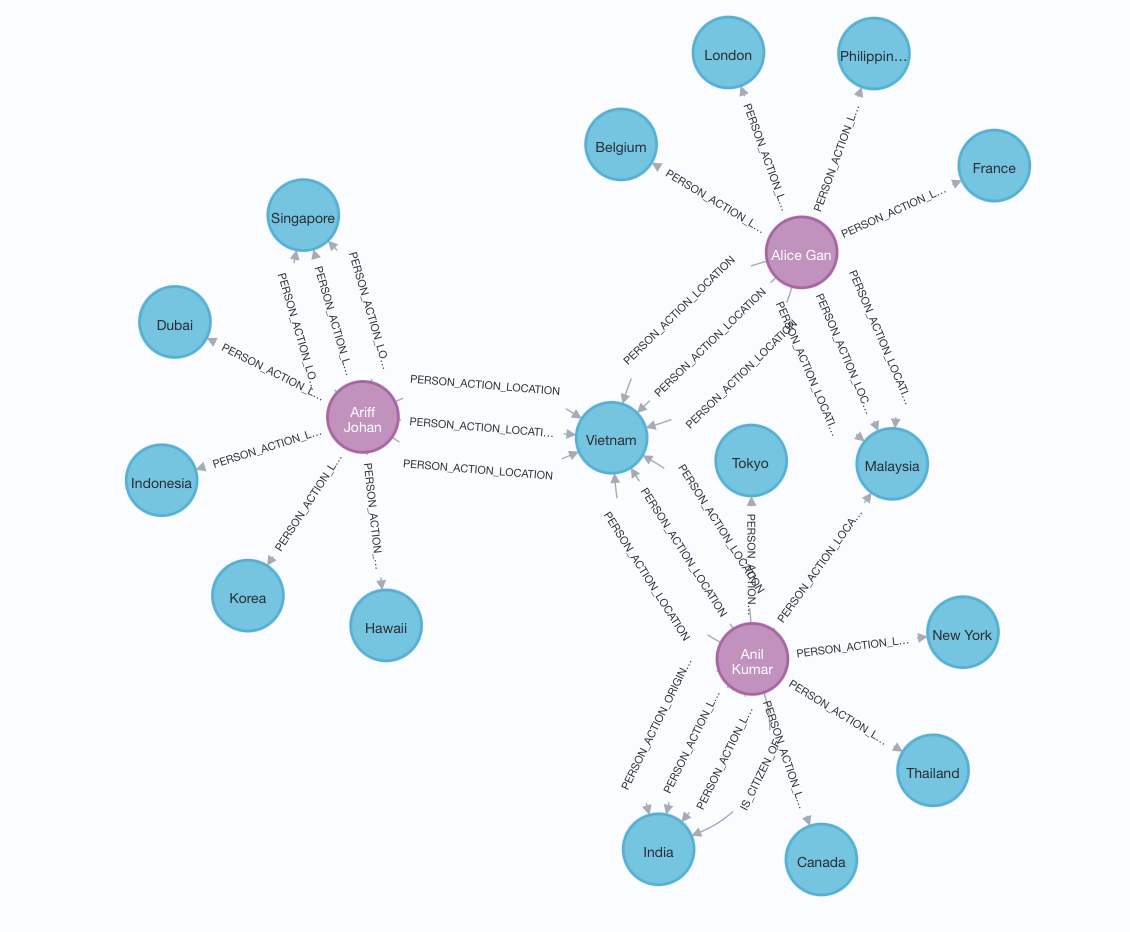 London
Philippin...
Belgium
France
PERSON_ACTION_L...
PERSON_ACTION_L...
PERSON_ACTION_L...
PERSON_ACTION_L...
Alice Gan
Singapore
PERSON_ACTION_LO...
PERSON_ACTION_L...
PERSON_ACTION_LO...
Dubai
PERSON_ACTION_L...
PERSON_ACTION_LOCATION
PERSON_ACTION_LOCATION
PERSON_ACTION_LOCATION
PERSON_ACTION_LOCATI...
PERSON_ACTION_LOC...
PERSON_ACTION_LOCATI...
Ariff
Johan
PERSON_ACTION_LOCATION
PERSON_ACTION_LOCATI...
PERSON_ACTION_LOCATION
Vietnam
Tokyo
Malaysia
Indonesia
PERSON_ACTION_L...
PERSON_ACTION_L...
PERSON_ACTION_...
PERSON_ACTION_LOCATION
PERSON_ACTION_LOCATION
PERSON_ACTION_LOCATION
PERSON_ACTION...
PERSON_ACTION_LOCA...
Korea
Hawaii
Anil
Kumar
PERSON_ACTION_L...
New York
PERSON_ACTION_ORIGIN...
PERSON_ACTION_L...
PERSON_ACTION_L...
IS_CITIZEN_OF
PERSON_ACTION_L...
PERSON_ACTION_L...
Thailand
India
Canada